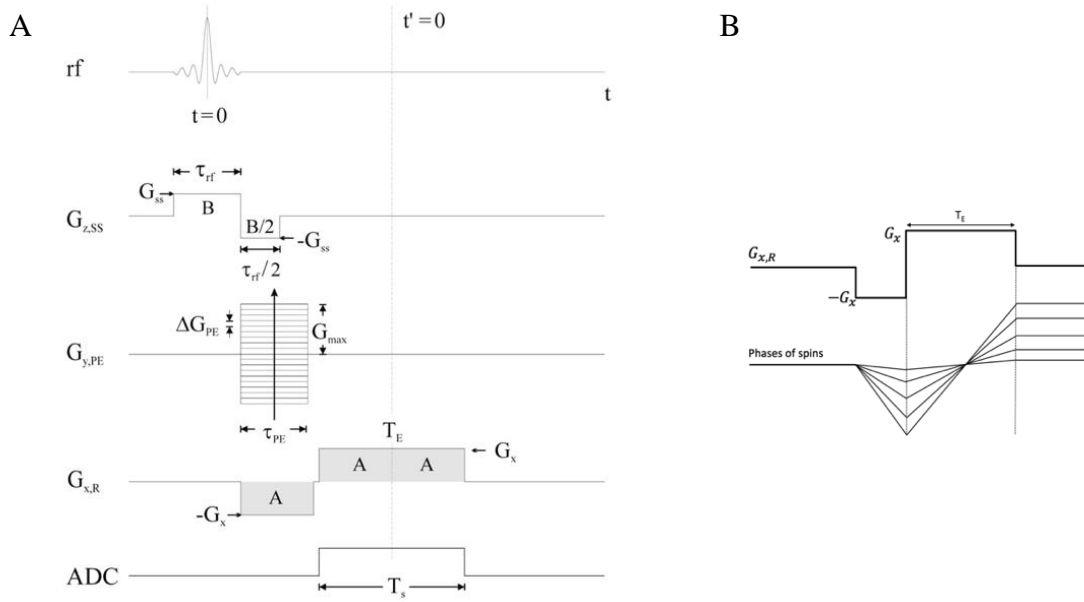 A
t' = 0
B
rf
t
t = 0
τrf
Gss
B
Gz,SS
B/2
-Gss
τrf/2
ΔGPE
Gmax
Gy,PE
τPE
TE
Gx
A A
Gx,R
A
-Gx
ADC
Ts
TE
Gx
Gx,R
−Gx
Phases of spins